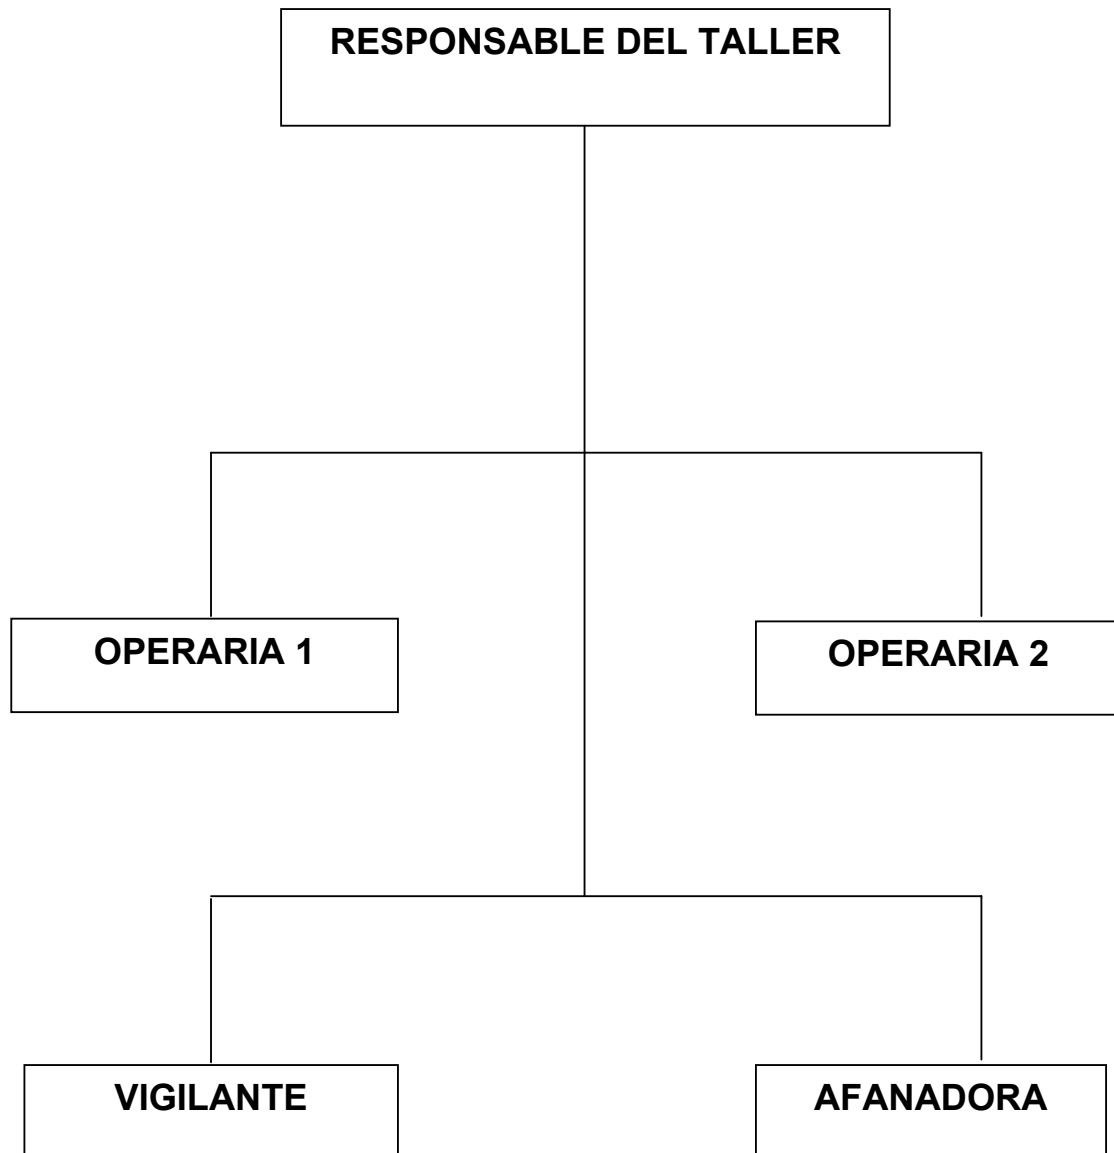 RESPONSABLE DEL TALLER
OPERARIA 1
OPERARIA 2
VIGILANTE
AFANADORA